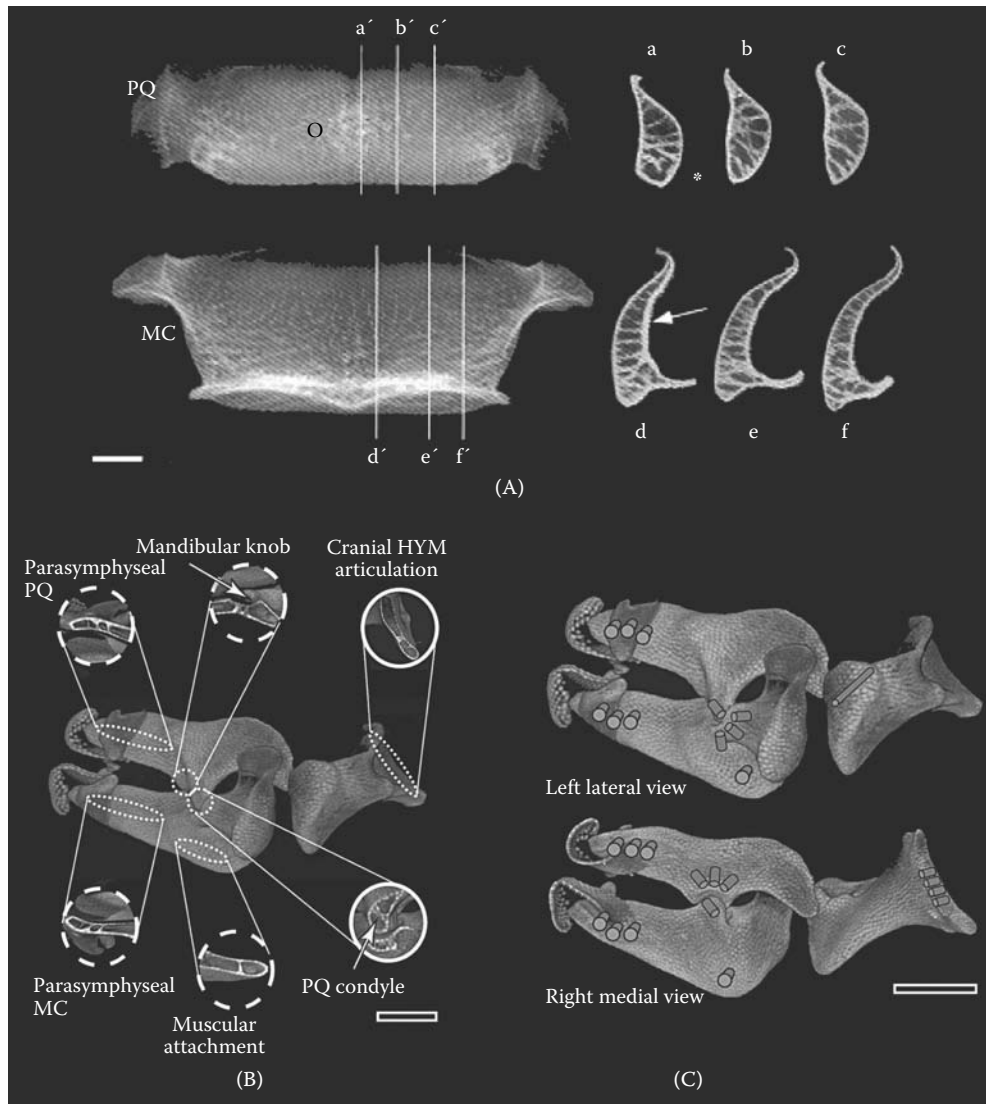 a´ b´ c´
a b c
PQ
O
*
MC
d´ e´ f´
d e f
(A)
Mandibular knob
Parasymphyseal
PQ
Cranial HYM
articulation
Parasymphyseal
MC
Muscular
attachment
PQ condyle
(B)
Left lateral view
Right medial view
(C)